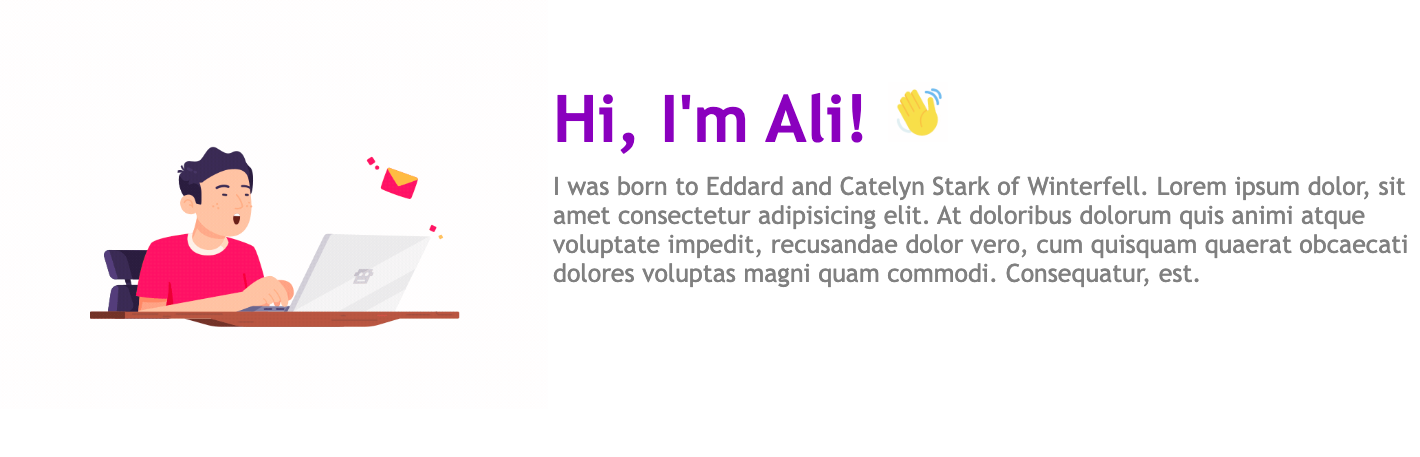 Hi, I'm Ali!
I was born to Eddard and Catelyn Stark of Winterfell. Lorem ipsum dolor, sit
amet consectetur adipisicing elit. At doloribus dolorum quis animi atque
voluptate impedit, recusandae dolor vero, cum quisquam quaerat obcaecati
dolores voluptas magni quam commodi. Consequatur, est.